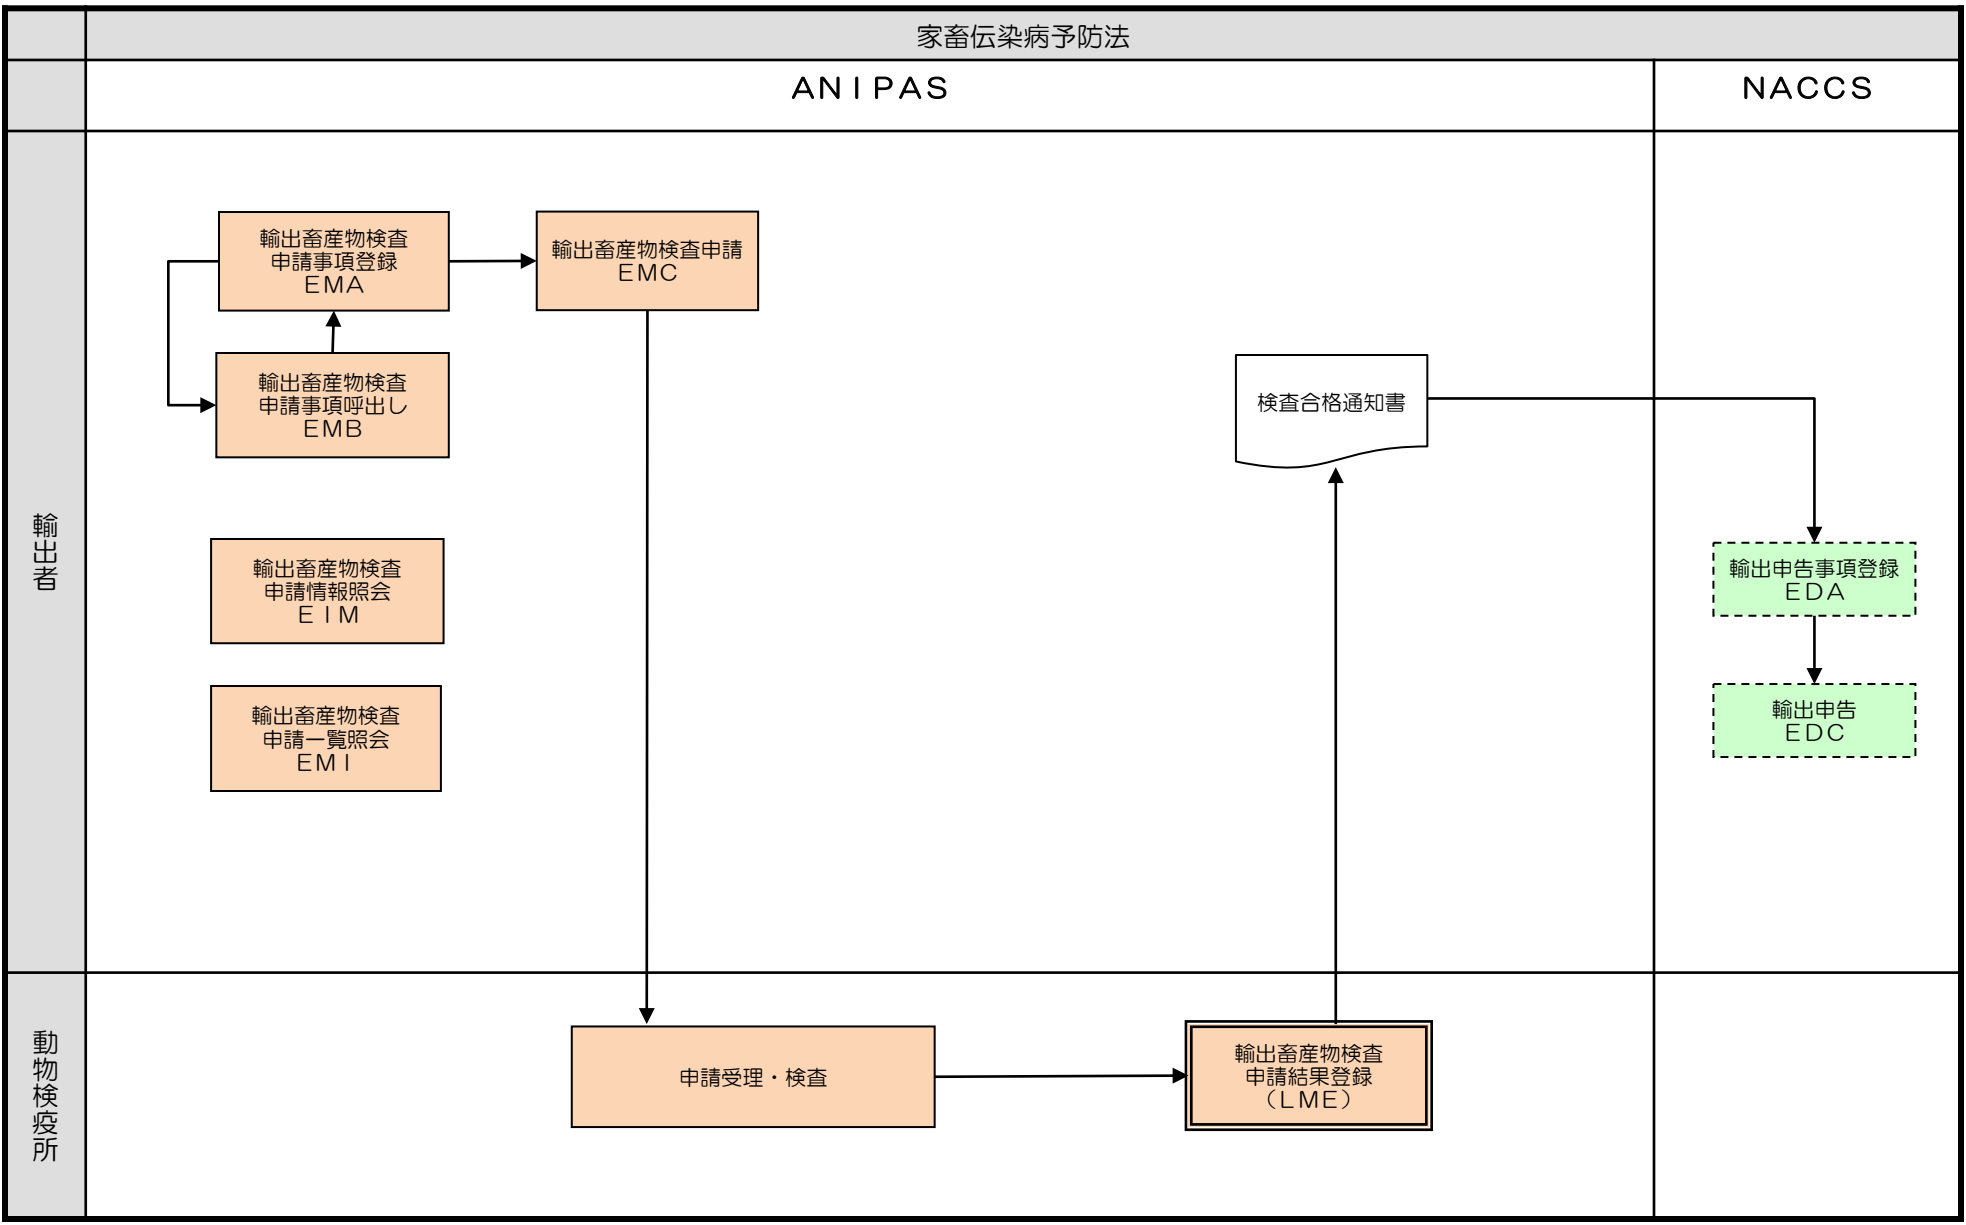 家畜伝染病予防法
ＡＮＩＰＡＳ
ＮＡＣＣＳ
輸出者
輸出畜産物検査
申請事項登録
ＥＭＡ
輸出畜産物検査申請
ＥＭＣ
輸出畜産物検査
申請事項呼出し
ＥＭＢ
検査合格通知書
輸出畜産物検査
申請情報照会
ＥＩＭ
輸出申告事項登録
ＥＤＡ
輸出畜産物検査
申請一覧照会
ＥＭＩ
輸出申告
ＥＤＣ
動物検疫所
申請受理・検査
輸出畜産物検査
申請結果登録
（ＬＭＥ）